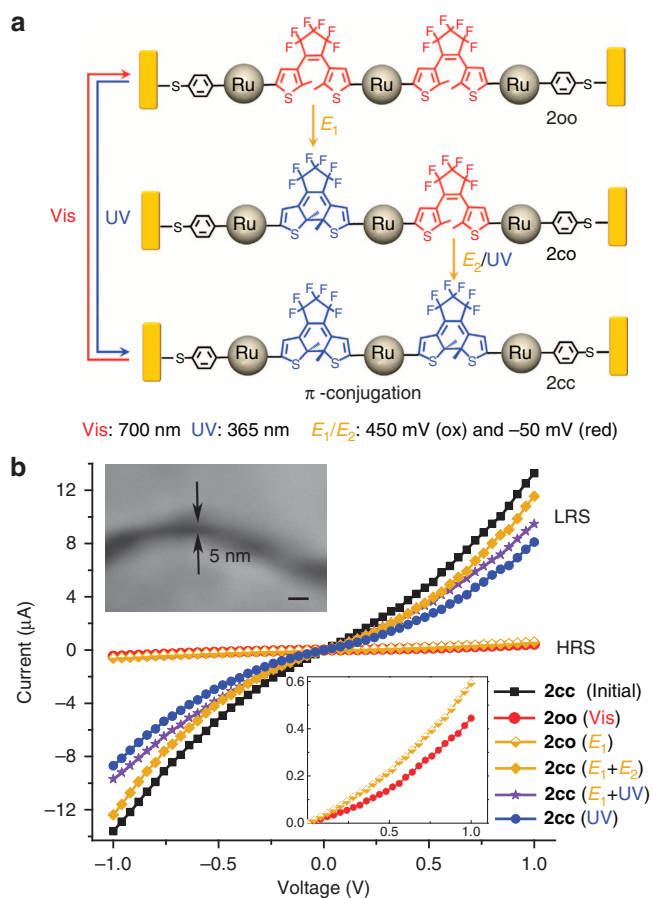 a
F F F F F F
F F F F F F
S Ru S S Ru S S Ru S
2oo
E1
Vis
UV
F F F F F F
F F F F F F
S Ru S S Ru S S Ru S
2co
E2/UV
F F F F F F
F F F F F F
S Ru S S Ru S S Ru S
2cc
π -conjugation
Vis: 700 nm UV: 365 nm E1/E2: 450 mV (ox) and –50 mV (red)
b
12
8
4
0
–4
–8
–12
Current (μA)
5 nm
LRS
HRS
0.6
0.4
0.2
0.0
0.5
1.0
2cc (Initial)
2oo (Vis)
2co (E1)
2cc (E1+E2)
2cc (E1+UV)
2cc (UV)
–1.0 –0.5 0.0 0.5 1.0
Voltage (V)